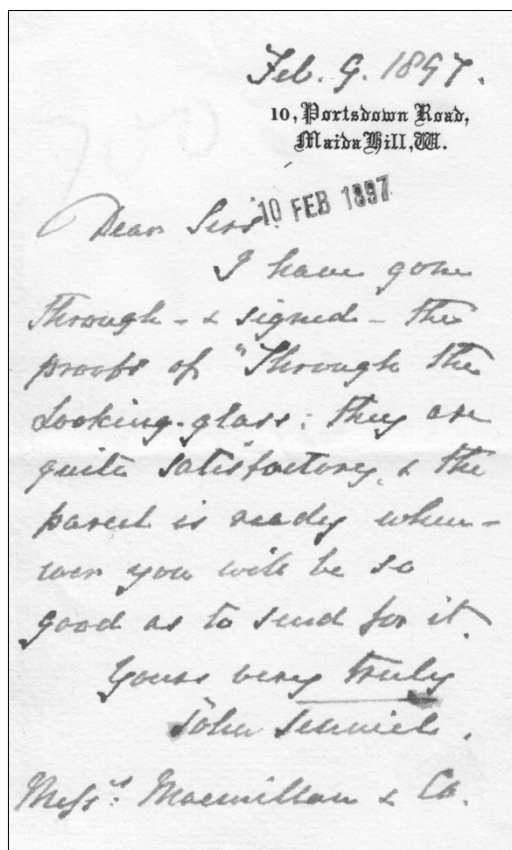 Feb. 9. 1897.
10, Portsdown Road,
Maida Hill, W.
10 FEB 1897
Dear Sirs
I have gone
through - & signed - the
proofs of "Through the
Looking-glass; they are
quite satisfactory, & the
parcel is ready when-
ever you will be so
good as to send for it.
Yours very truly
John Tenniel.
Messrs. Macmillan & Co.